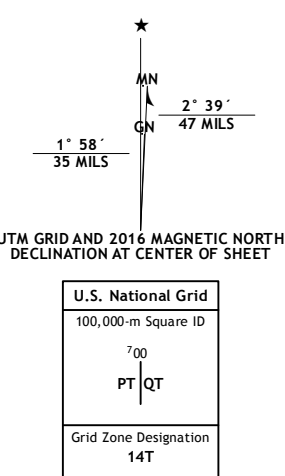 ★
MN
GN
2° 39´
47 MILS
1° 58´
35 MILS
UTM GRID AND 2016 MAGNETIC NORTH
DECLINATION AT CENTER OF SHEET
U.S. National Grid
100,000-m Square ID
⁷00
PT QT
Grid Zone Designation
14T